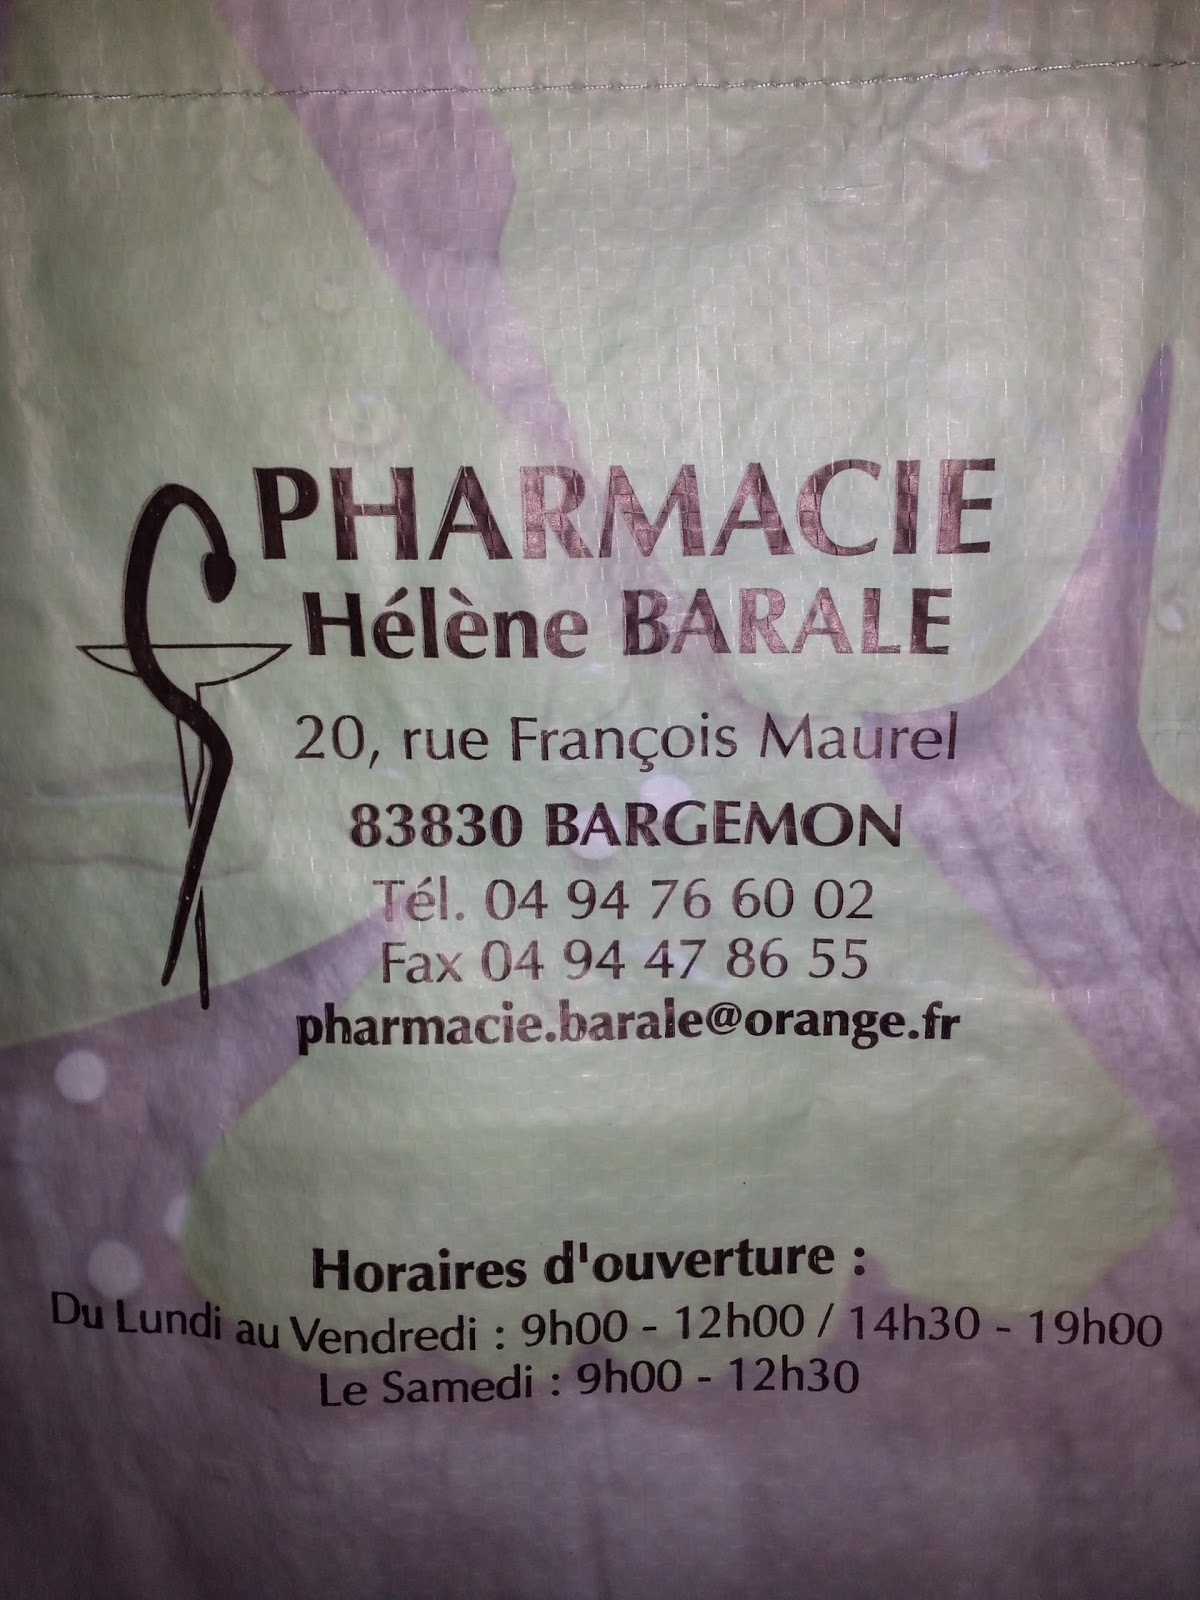 PHARMACIE
Hélène BARALE
20, rue François Maurel
83830 BARGEMON
Tél. 04 94 76 60 02
Fax 04 94 47 86 55
pharmacie.barale@orange.fr
Horaires d'ouverture :
Du Lundi au Vendredi : 9h00 - 12h00 / 14h30 - 19h00
Le Samedi : 9h00 - 12h30